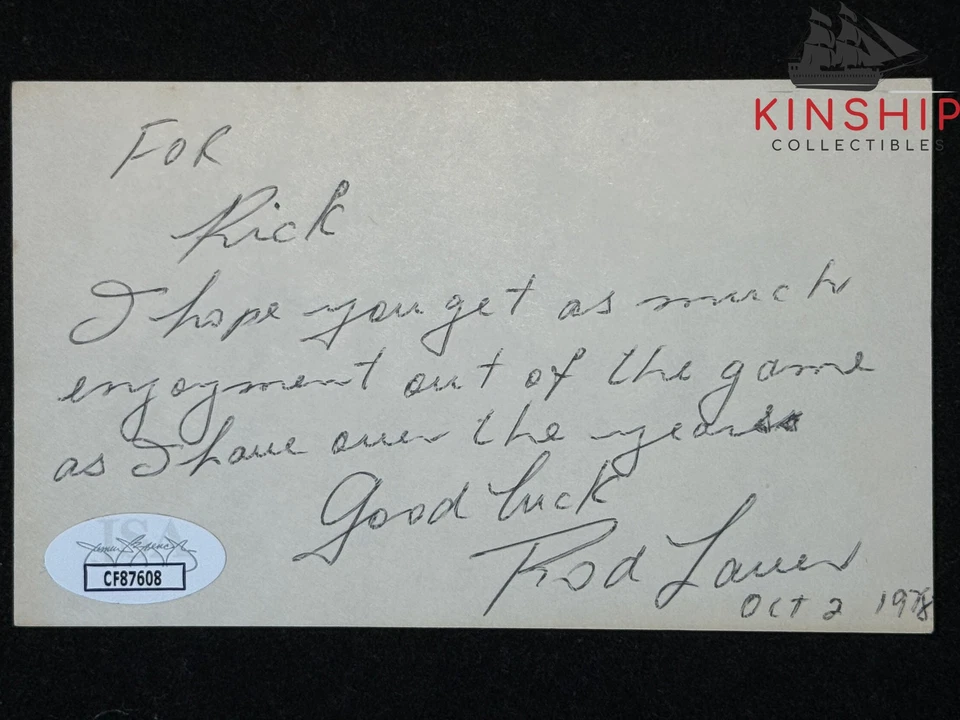 KINSHIP
COLLECTIBLES
FOR
Rick
I hope you get as much
enjoyment out of the game
as I have over the years
Good luck
Rod Laver
Oct 2 1978
JSA
CF87608